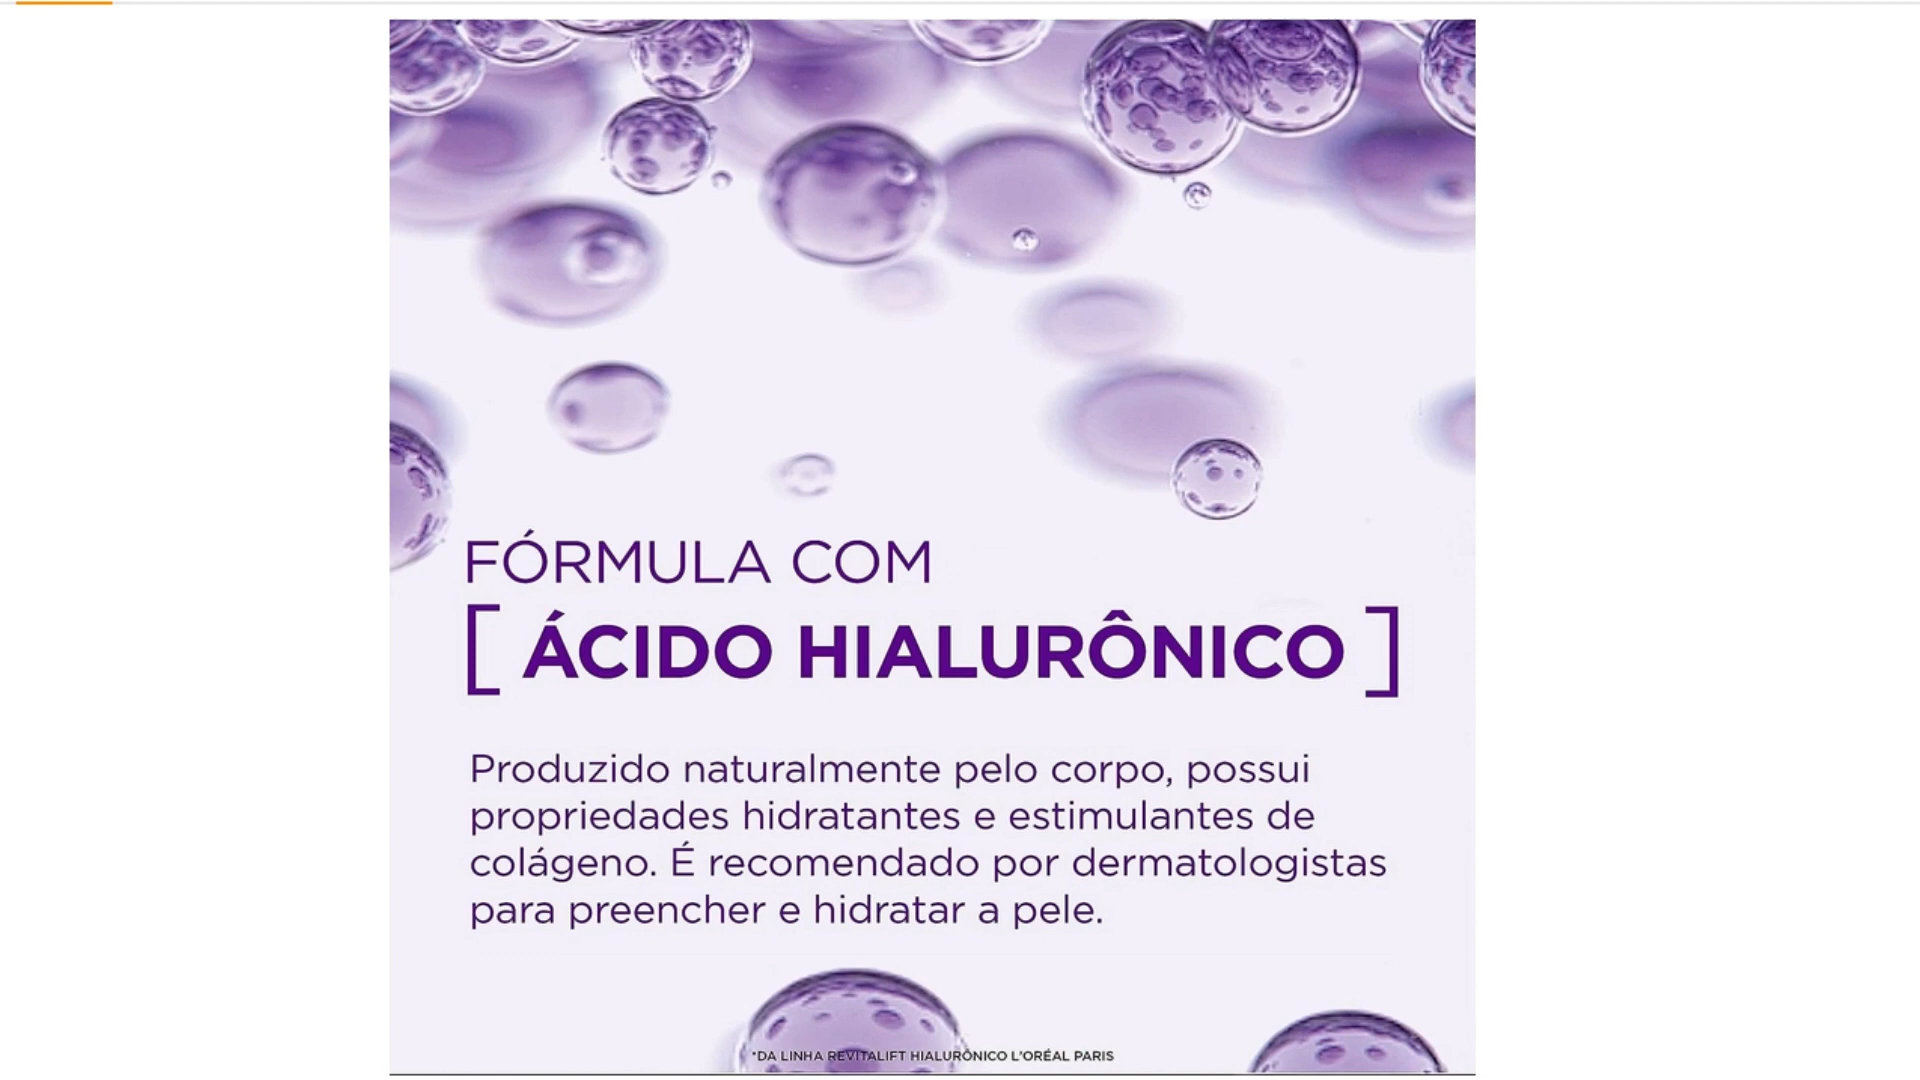 FÓRMULA COM
[ ÁCIDO HIALURÔNICO ]
Produzido naturalmente pelo corpo, possui
propriedades hidratantes e estimulantes de
colágeno. É recomendado por dermatologistas
para preencher e hidratar a pele.
*DA LINHA REVITALIFT HIALURÔNICO L'ORÉAL PARIS